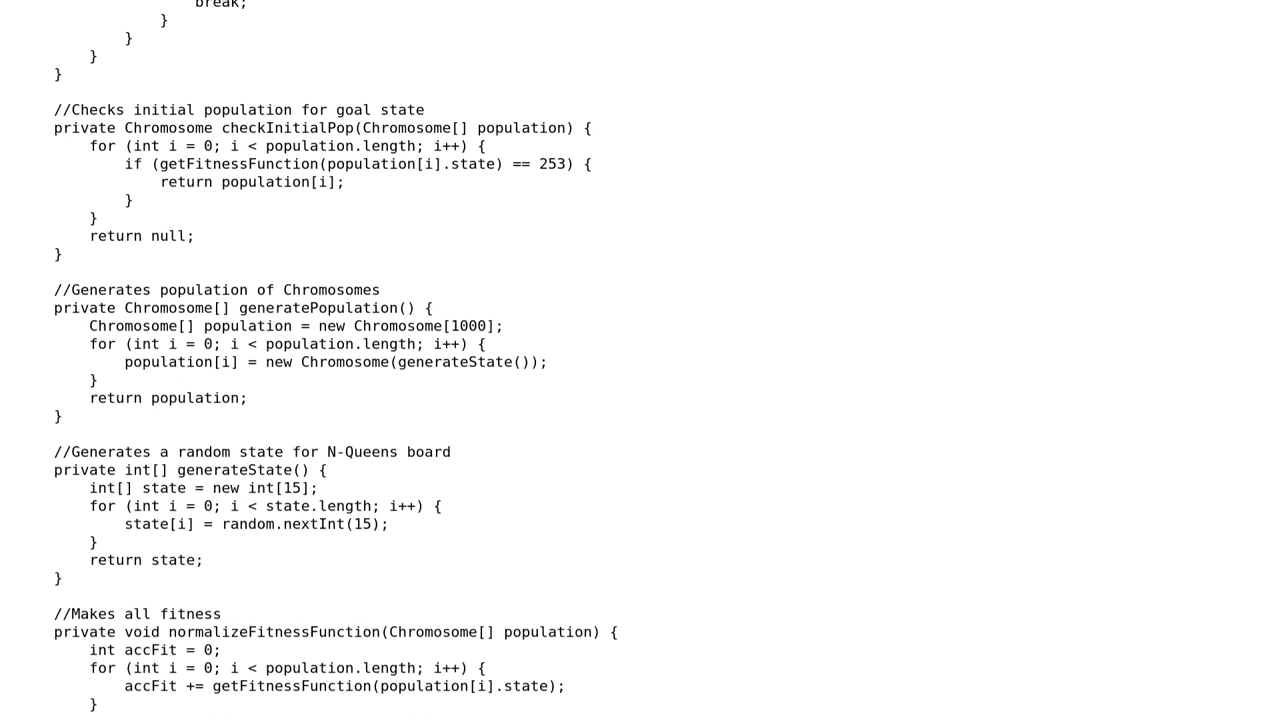 break;
}
}
}
}
//Checks initial population for goal state
private Chromosome checkInitialPop(Chromosome[] population) {
for (int i = 0; i < population.length; i++) {
if (getFitnessFunction(population[i].state) == 253) {
return population[i];
}
}
return null;
}
//Generates population of Chromosomes
private Chromosome[] generatePopulation() {
Chromosome[] population = new Chromosome[1000];
for (int i = 0; i < population.length; i++) {
population[i] = new Chromosome(generateState());
}
return population;
}
//Generates a random state for N-Queens board
private int[] generateState() {
int[] state = new int[15];
for (int i = 0; i < state.length; i++) {
state[i] = random.nextInt(15);
}
return state;
}
//Makes all fitness
private void normalizeFitnessFunction(Chromosome[] population) {
int accFit = 0;
for (int i = 0; i < population.length; i++) {
accFit += getFitnessFunction(population[i].state);
}